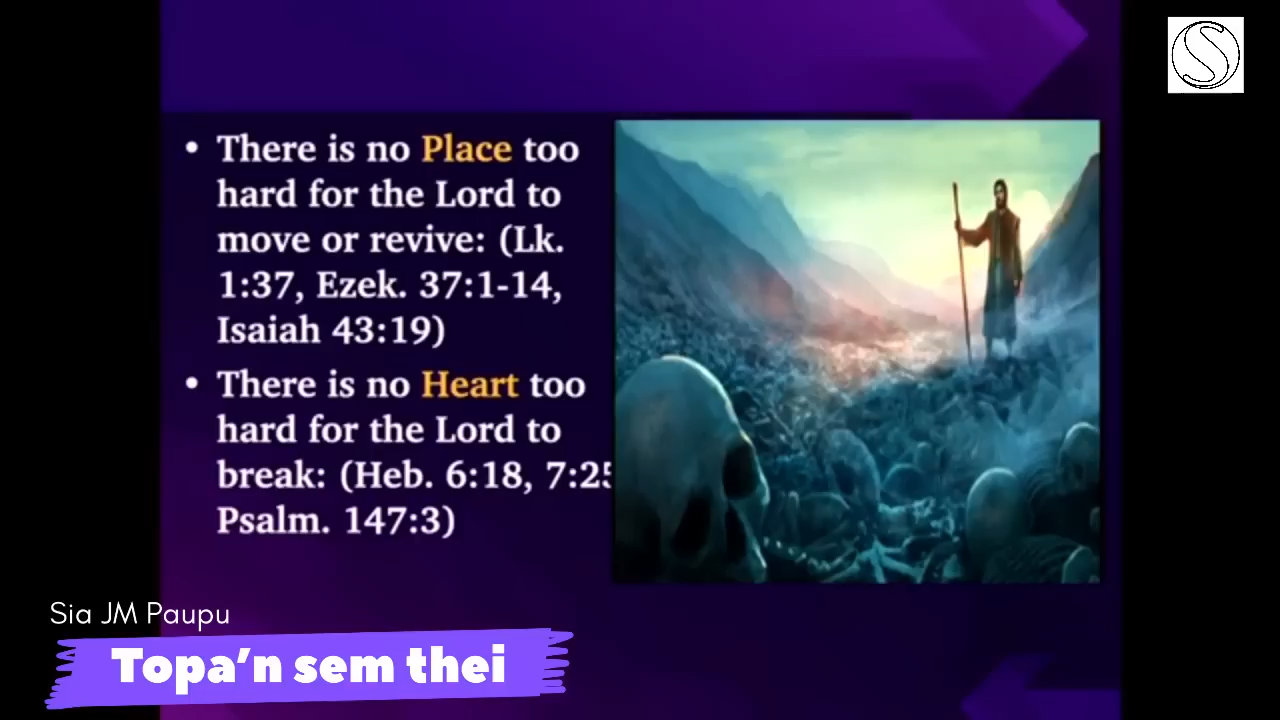 • There is no Place too
hard for the Lord to
move or revive: (Lk.
1:37, Ezek. 37:1-14,
Isaiah 43:19)
• There is no Heart too
hard for the Lord to
break: (Heb. 6:18, 7:25
Psalm. 147:3)
Sia JM Paupu
Topa’n sem thei
S